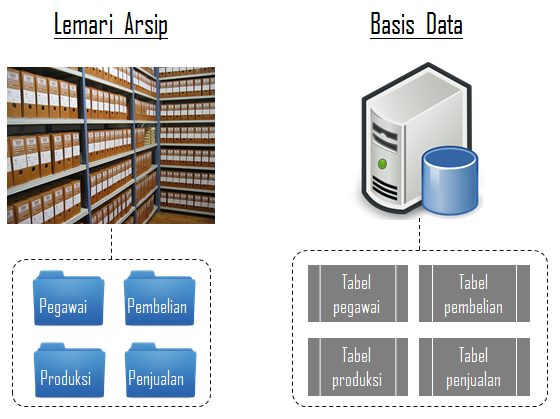 Lemari Arsip
Basis Data
Pegawai
Pembelian
Produksi
Penjualan
Tabel
pegawai
Tabel
pembelian
Tabel
produksi
Tabel
penjualan